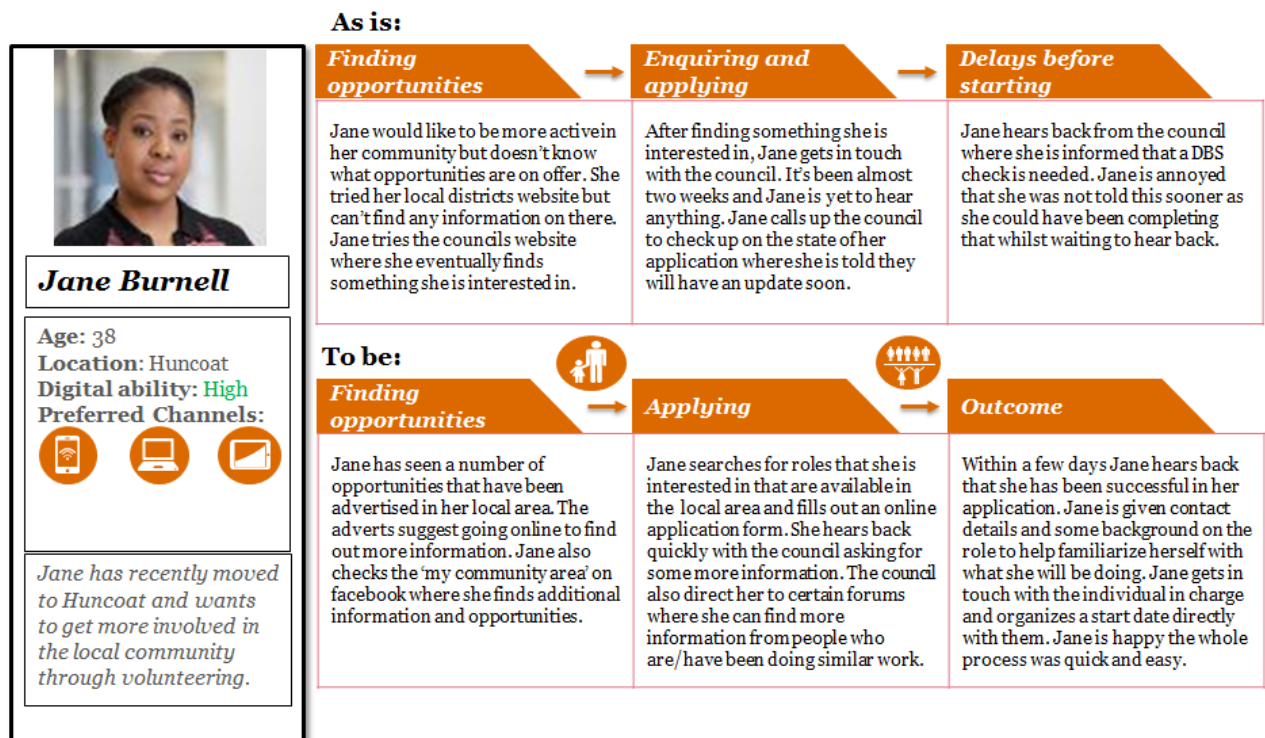 As is:
Jane Burnell
Age: 38
Location: Huncoat
Digital ability: High
Preferred Channels:
Jane has recently moved
to Huncoat and wants
to get more involved in
the local community
through volunteering.
Finding
opportunities
Jane would like to be more active in
her community but doesn't know
what opportunities are on offer. She
tried her local districts website but
can't find any information on there.
Jane tries the councils website
where she eventually finds
something she is interested in.
Enquiring and
applying
After finding something she is
interested in, Jane gets in touch
with the council. It's been almost
two weeks and Jane is yet to hear
anything. Jane calls up the council
to check up on the state of her
application where she is told they
will have an update soon.
Delays before
starting
Jane hears back from the council
where she is informed that a DBS
check is needed. Jane is annoyed
that she was not told this sooner as
she could have been completing
that whilst waiting to hear back.
To be:
Finding
opportunities
Jane has seen a number of
opportunities that have been
advertised in her local area. The
adverts suggest going online to find
out more information. Jane also
checks the 'my community area' on
facebook where she finds additional
information and opportunities.
Applying
Jane searches for roles that she is
interested in that are available in
the local area and fills out an online
application form. She hears back
quickly with the council asking for
some more information. The council
also direct her to certain forums
where she can find more
information from people who
are/have been doing similar work.
Outcome
Within a few days Jane hears back
that she has been successful in her
application. Jane is given contact
details and some background on the
role to help familiarize herself with
what she will be doing. Jane gets in
touch with the individual in charge
and organizes a start date directly
with them. Jane is happy the whole
process was quick and easy.